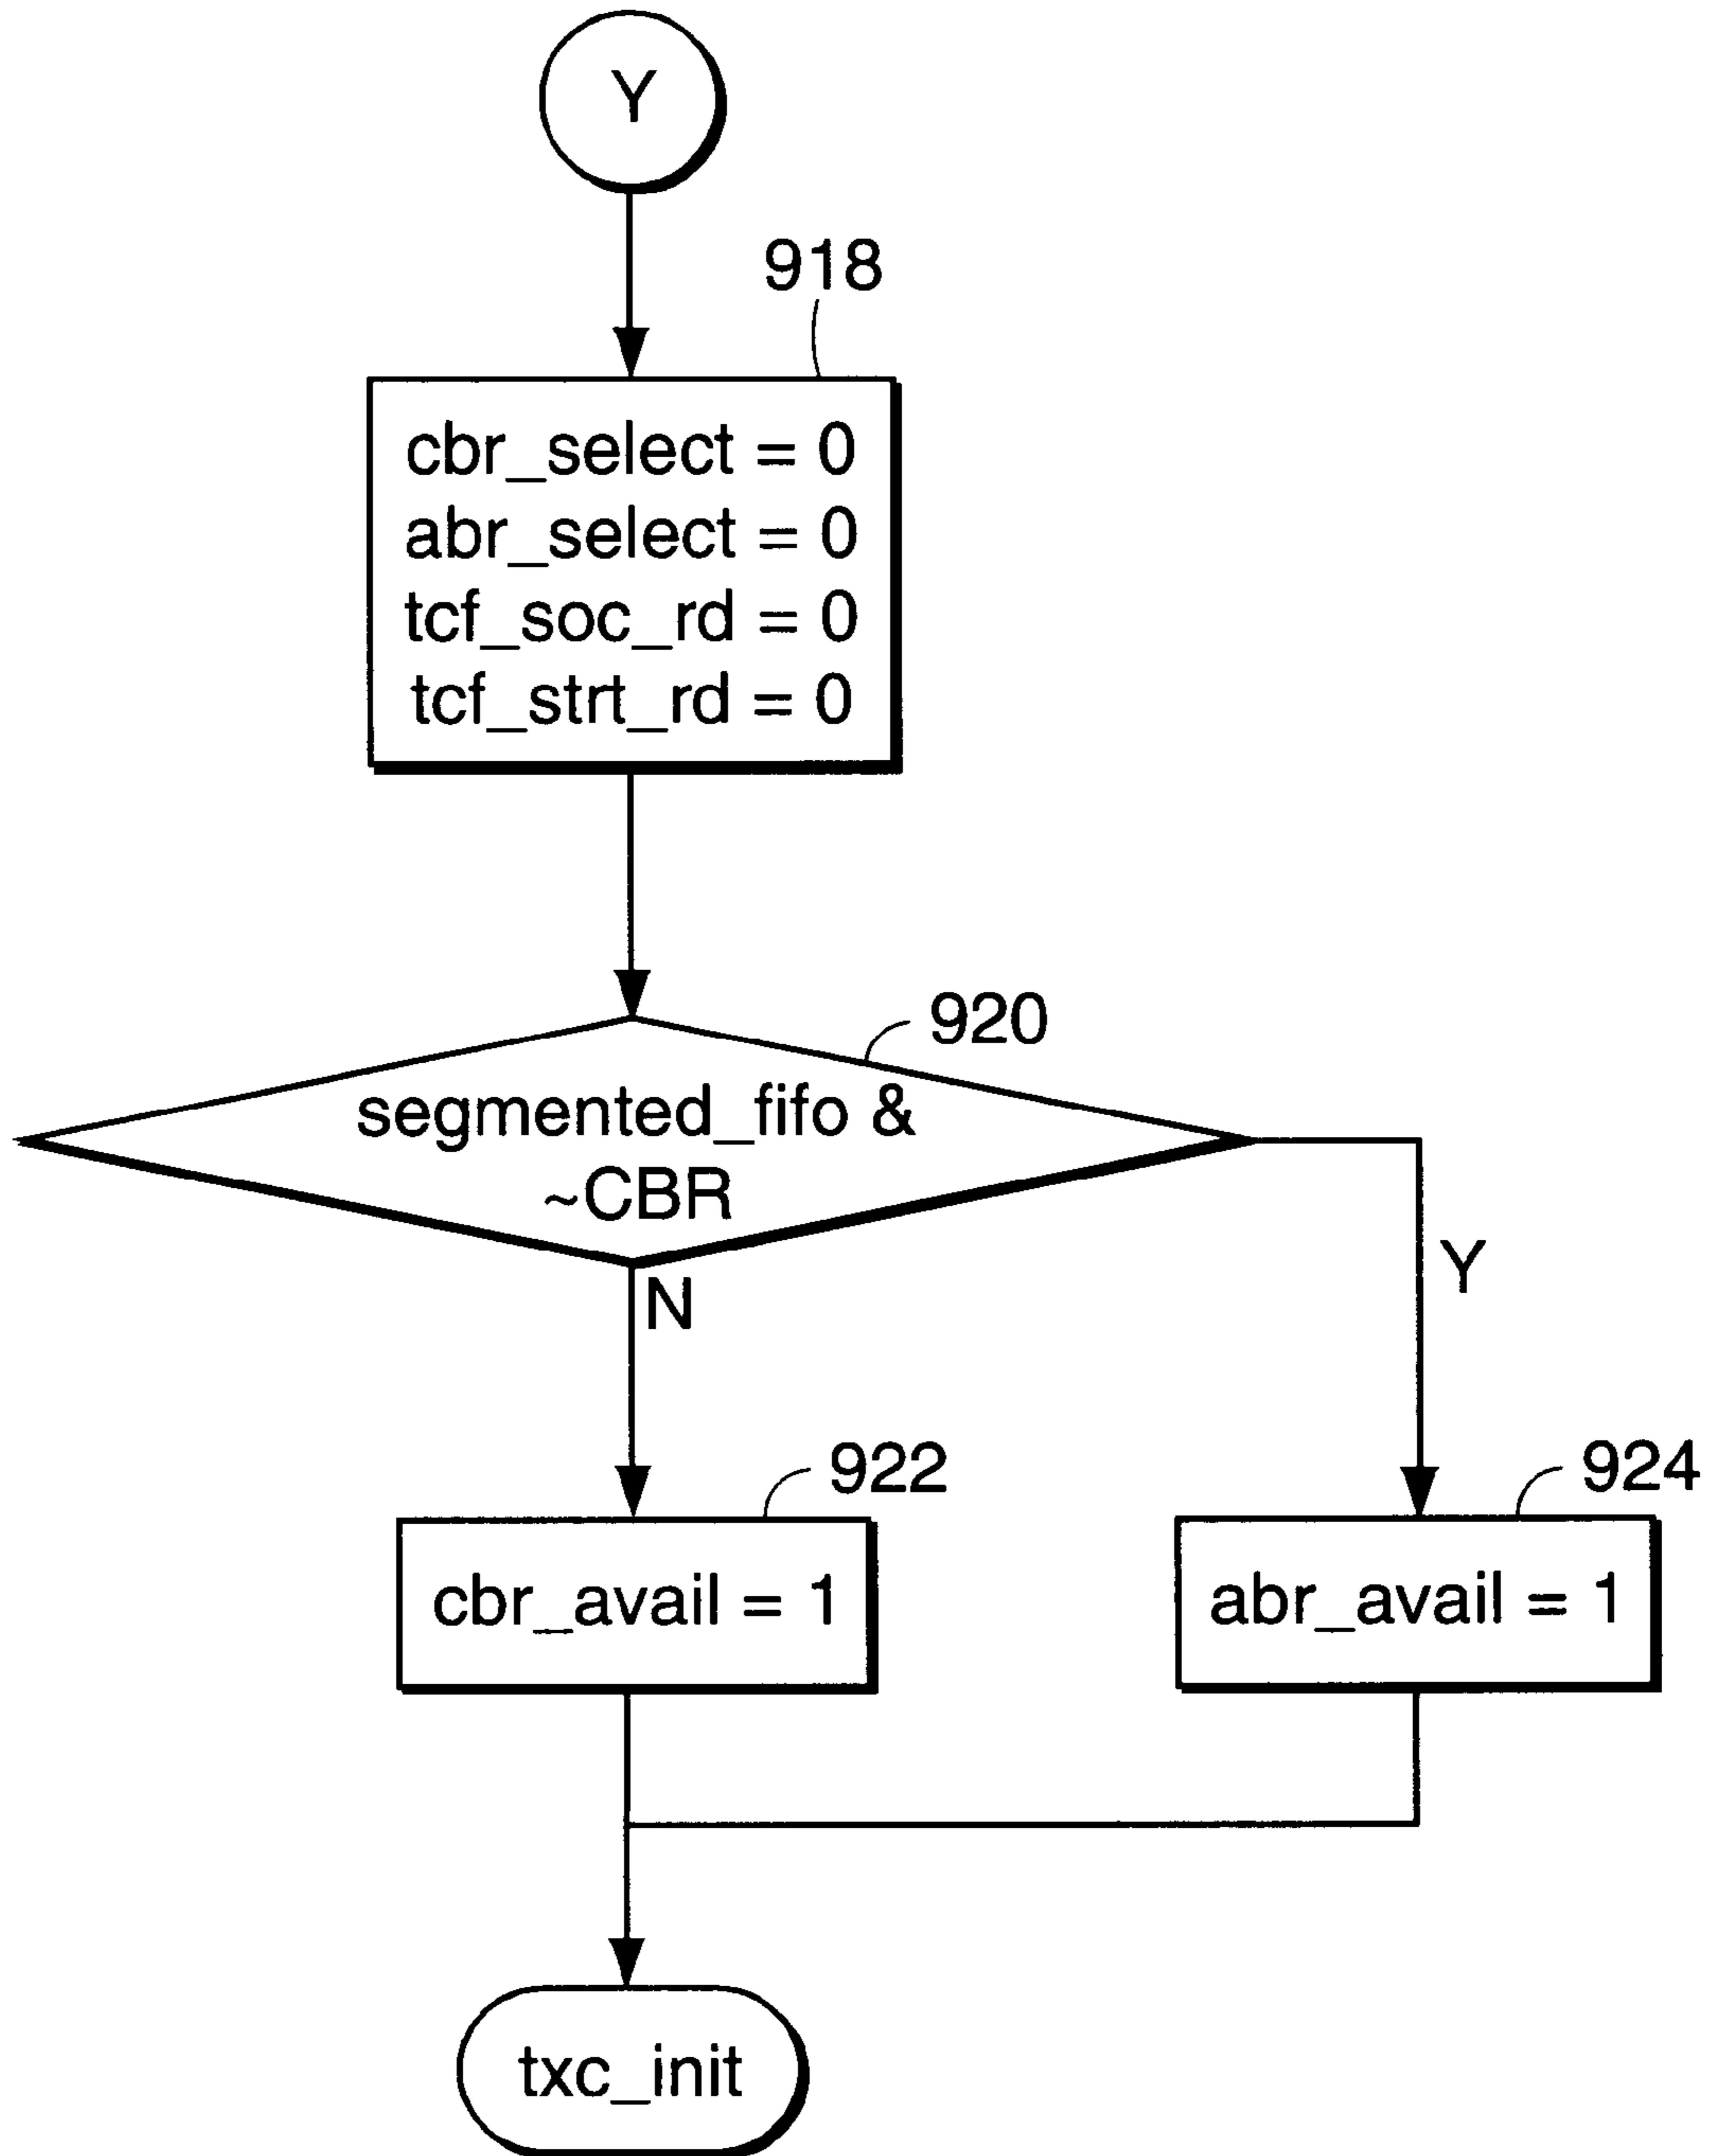 Y
918
cbr_select = 0
abr_select = 0
tcf_soc_rd = 0
tcf_strt_rd = 0
920
segmented_fifo &
~CBR
N
Y
922
924
cbr_avail = 1
abr_avail = 1
txc_init